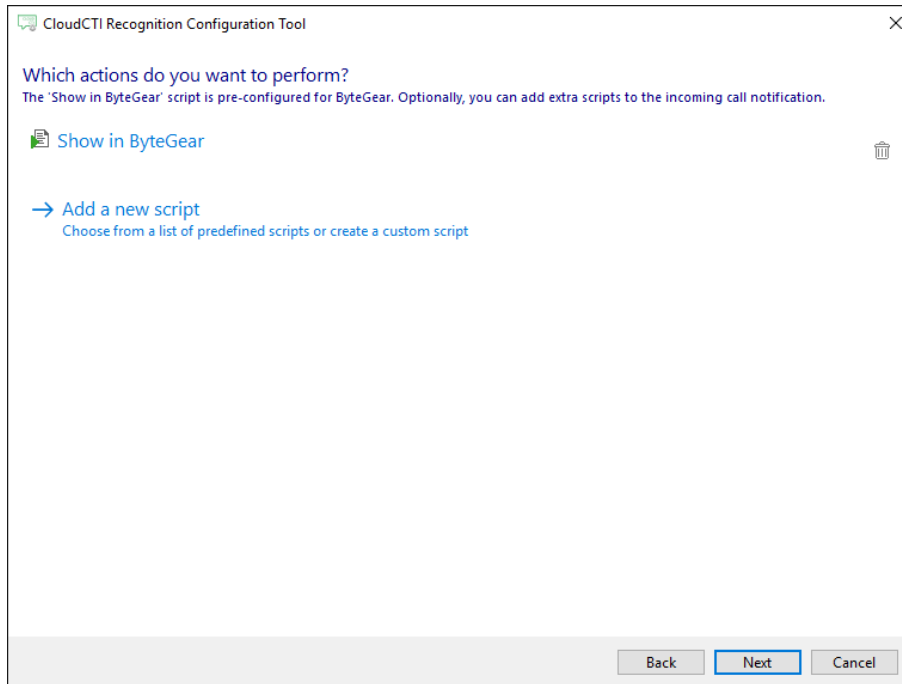 CloudCTI Recognition Configuration Tool
Which actions do you want to perform?
The 'Show in ByteGear' script is pre-configured for ByteGear. Optionally, you can add extra scripts to the incoming call notification.
Show in ByteGear
Add a new script
Choose from a list of predefined scripts or create a custom script
Back Next Cancel